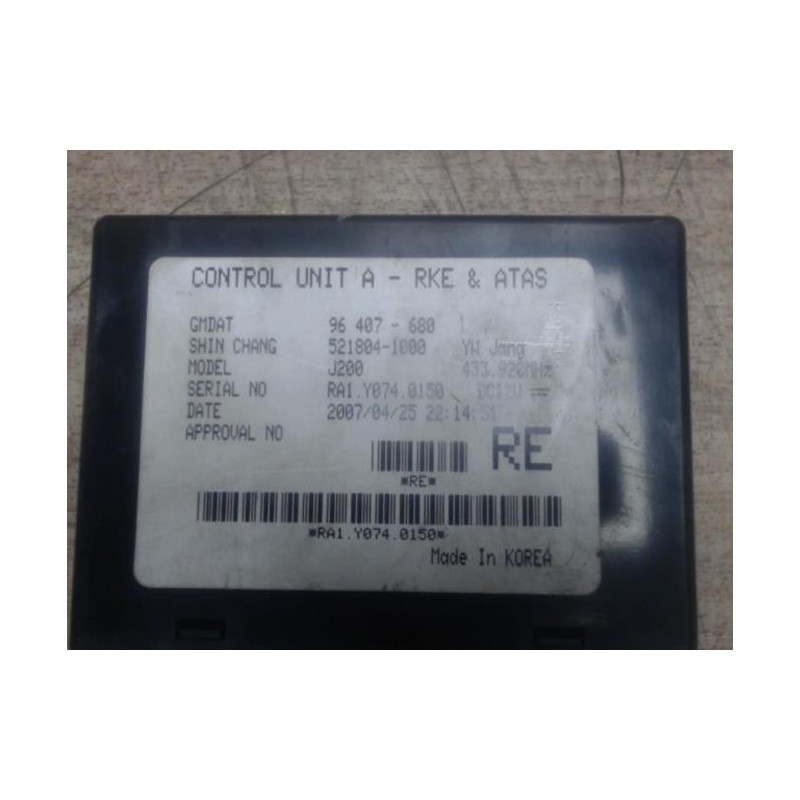 CONTROL UNIT A - RKE & ATAS
GMDAT 96 407 - 680
SHIN CHANG 521804-1000 YW Jang
MODEL J200 433.920MHz
SERIAL NO RA1.Y074.0150 DC12V
DATE 2007/04/25 22:14:51
APPROVAL NO
RE
*RE*
*RA1.Y074.0150*
Made In KOREA